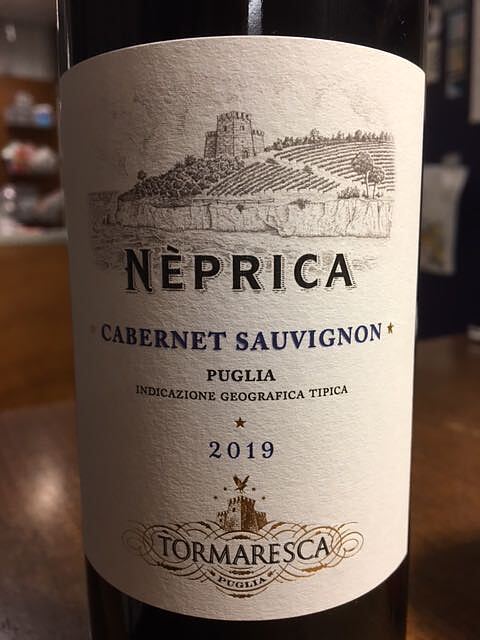 NÈPRICA
CABERNET SAUVIGNON
PUGLIA
INDICAZIONE GEOGRAFICA TIPICA
2019
TORMARESCA
PUGLIA